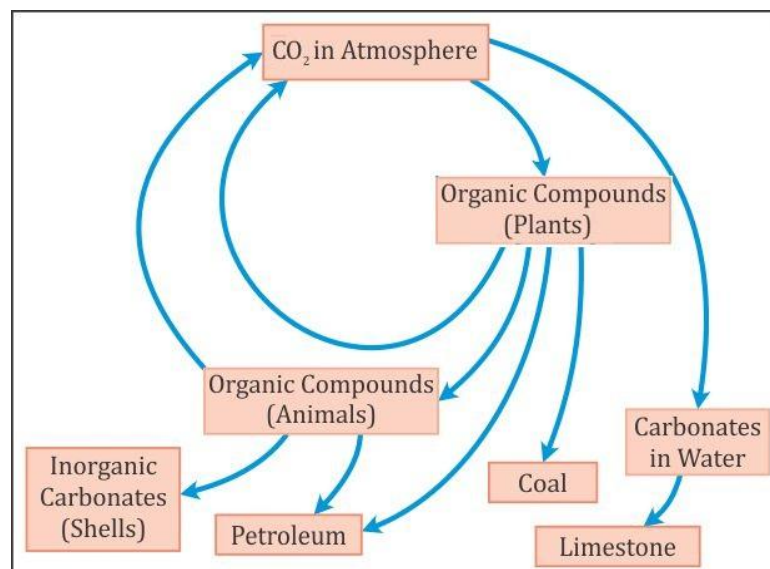 CO₂ in Atmosphere
Organic Compounds
(Plants)
Organic Compounds
(Animals)
Carbonates
in Water
Inorganic
Carbonates
(Shells)
Coal
Petroleum
Limestone